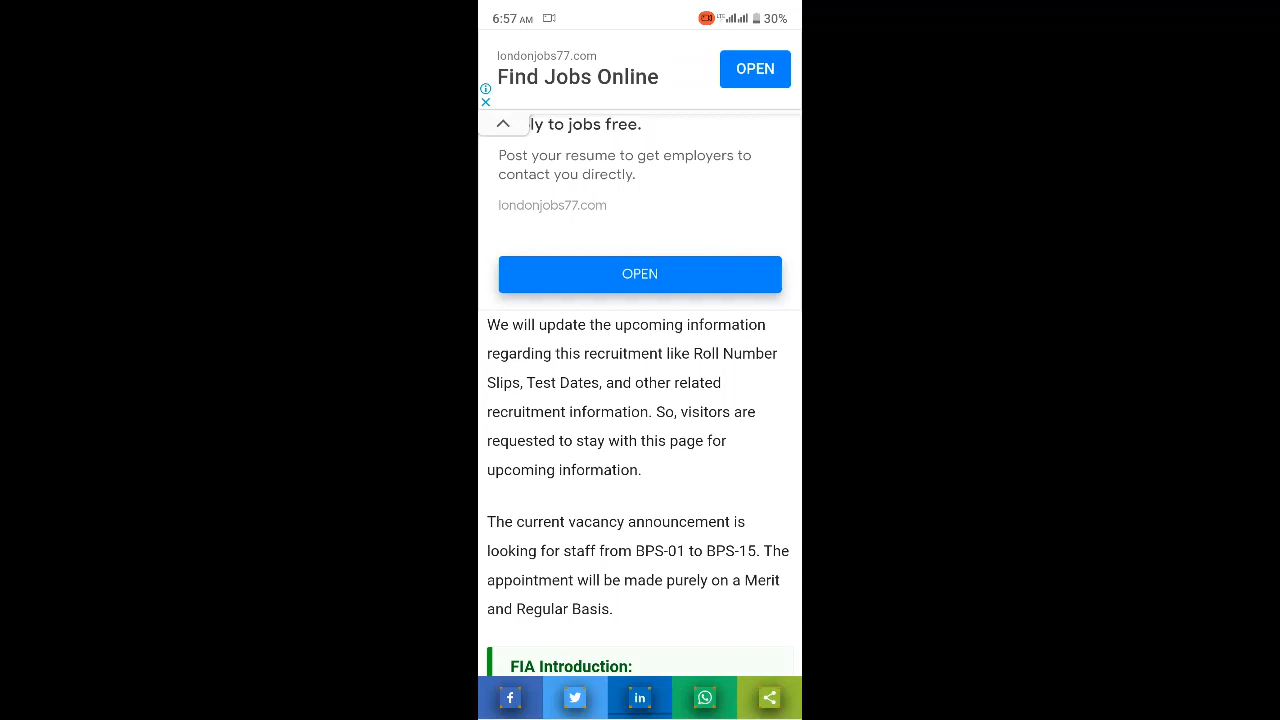 6:57 AM
LTE
30%
londonjobs77.com
Find Jobs Online
OPEN
ly to jobs free.
Post your resume to get employers to
contact you directly.
londonjobs77.com
OPEN
We will update the upcoming information
regarding this recruitment like Roll Number
Slips, Test Dates, and other related
recruitment information. So, visitors are
requested to stay with this page for
upcoming information.
The current vacancy announcement is
looking for staff from BPS-01 to BPS-15. The
appointment will be made purely on a Merit
and Regular Basis.
FIA Introduction: